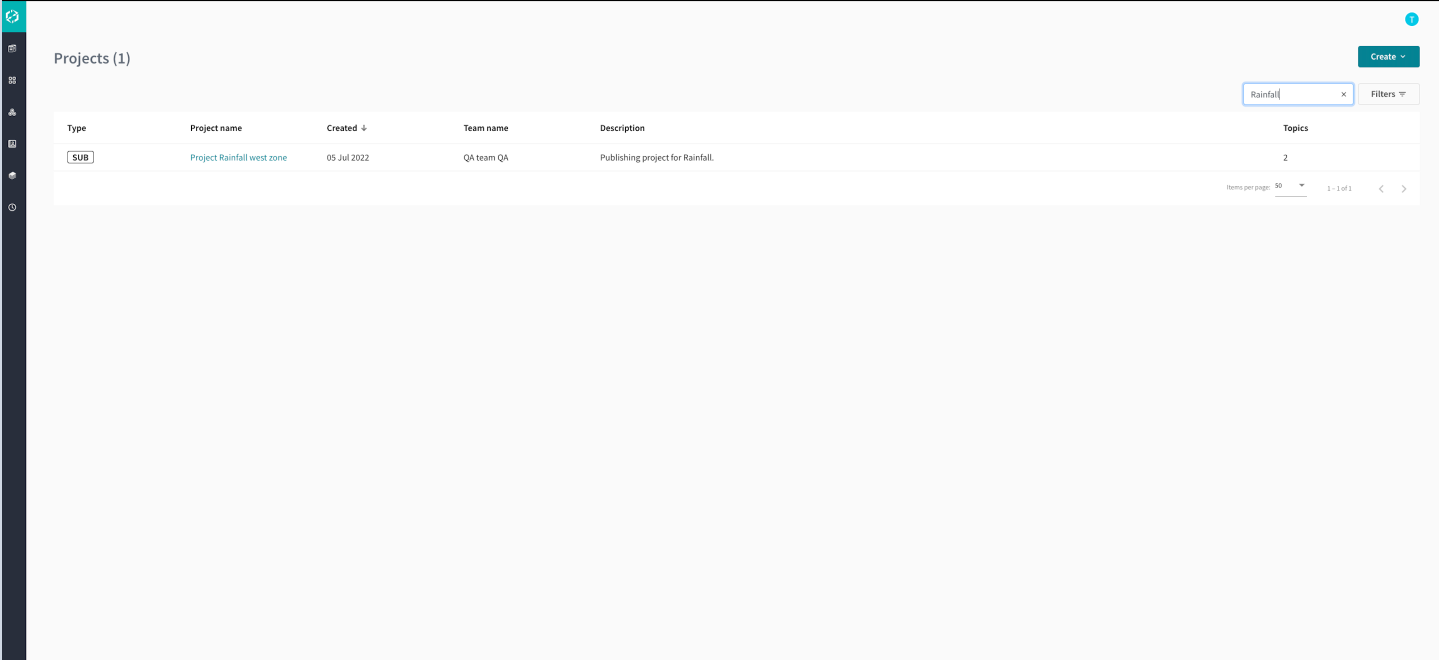 T
Projects (1)
Create
Rainfall × Filters
Type Project name Created ↓ Team name Description Topics
SUB Project Rainfall west zone 05 Jul 2022 QA team QA Publishing project for Rainfall. 2
Items per page: 50 1 – 1 of 1